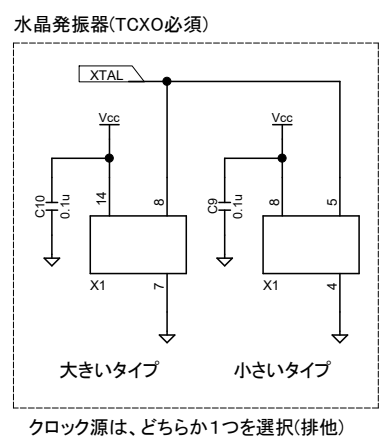 水晶発振器(TCXO必須)
XTAL
Vcc
Vcc
C10
0.1u
14
8
C9
0.1u
8
5
X1
7
X1
4
大きいタイプ
小さいタイプ
クロック源は、どちらか１つを選択(排他)